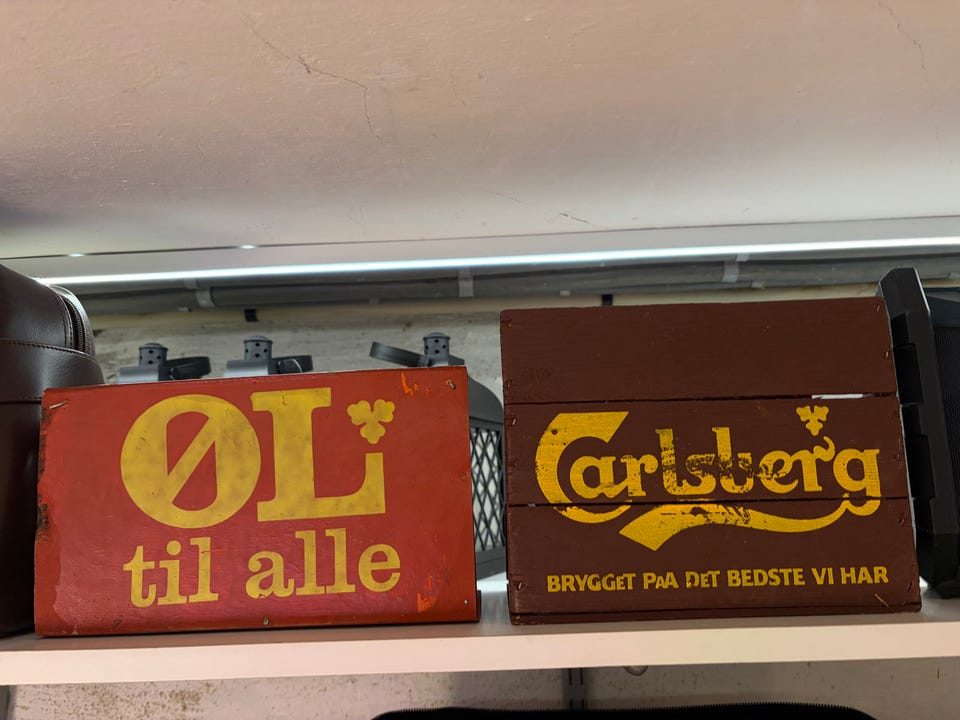 ØL
til alle
Carlsberg
BRYGGET PAA DET BEDSTE VI HAR